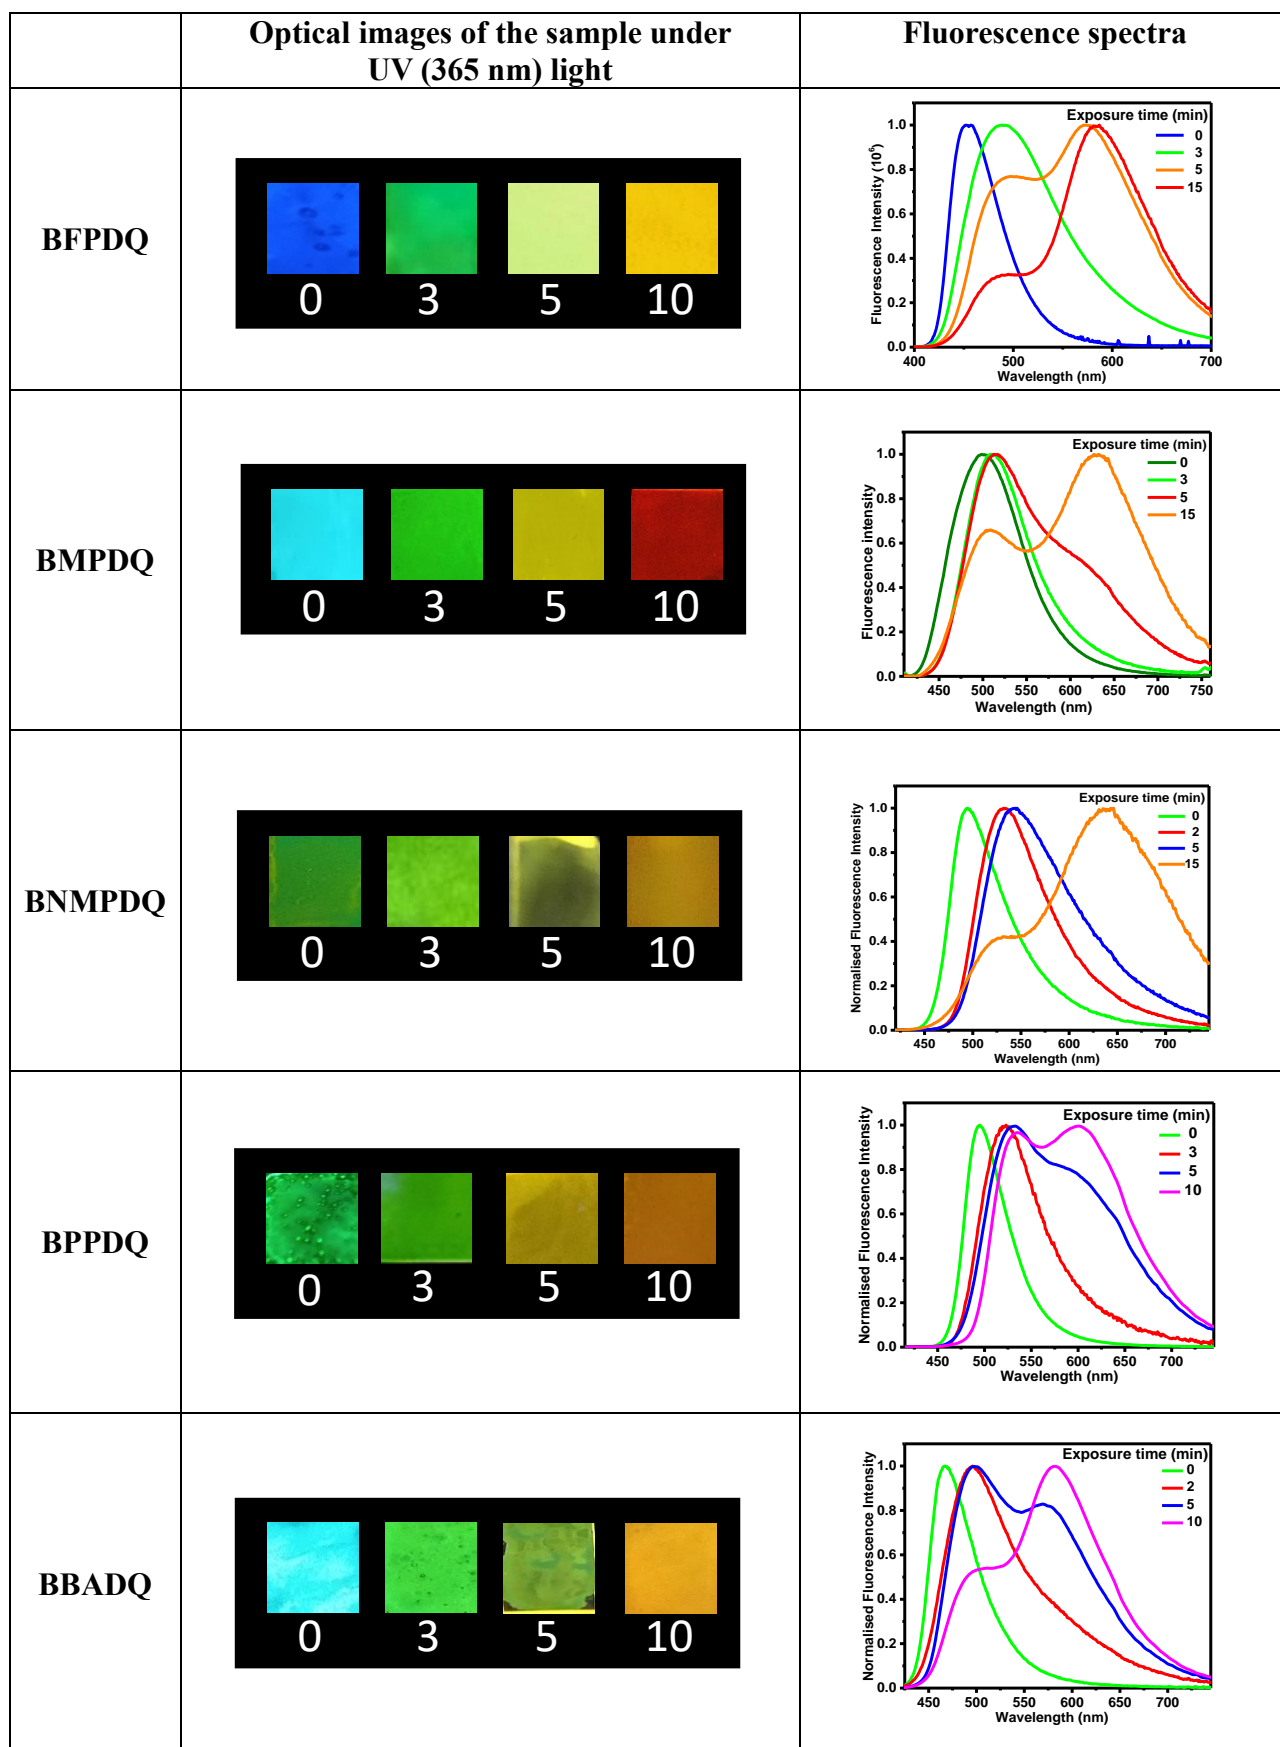 Optical images of the sample under
UV (365 nm) light
Fluorescence spectra
BFPDQ
0 3 5 10
Exposure time (min)
0
3
5
15
Fluorescence Intensity (10⁶)
1.0
0.8
0.6
0.4
0.2
0.0
400 500 600 700
Wavelength (nm)
BMPDQ
0 3 5 10
Exposure time (min)
0
3
5
15
Fluorescence intensity
1.0
0.8
0.6
0.4
0.2
0.0
450 500 550 600 650 700 750
Wavelength (nm)
BNMPDQ
0 3 5 10
Exposure time (min)
0
2
5
15
Normalised Fluorescence Intensity
1.0
0.8
0.6
0.4
0.2
0.0
450 500 550 600 650 700
Wavelength (nm)
BPPDQ
0 3 5 10
Exposure time (min)
0
3
5
10
Normalised Fluorescence Intensity
1.0
0.8
0.6
0.4
0.2
0.0
450 500 550 600 650 700
Wavelength (nm)
BBADQ
0 3 5 10
Exposure time (min)
0
2
5
10
Normalised Fluorescence Intensity
1.0
0.8
0.6
0.4
0.2
0.0
450 500 550 600 650 700
Wavelength (nm)